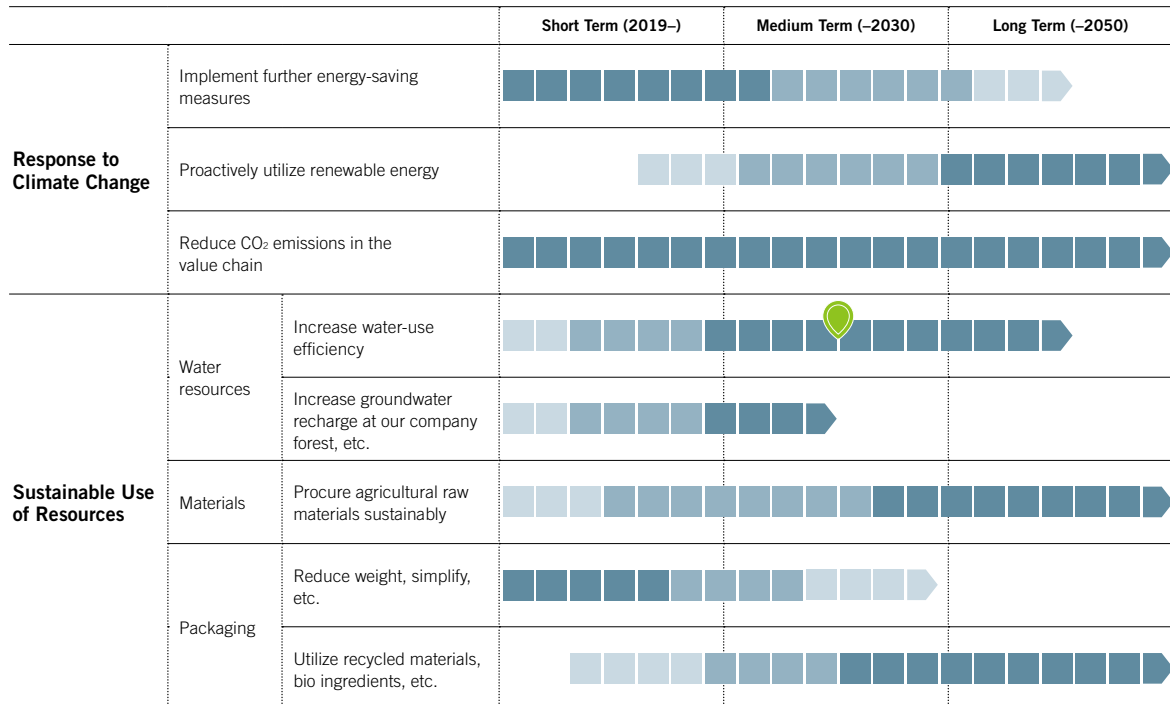 Short Term (2019–) Medium Term (–2030) Long Term (–2050)
Response to
Climate Change
Implement further energy-saving
measures
Proactively utilize renewable energy
Reduce CO₂ emissions in the
value chain
Sustainable Use
of Resources
Water
resources
Increase water-use
efficiency
Increase groundwater
recharge at our company
forest, etc.
Materials
Procure agricultural raw
materials sustainably
Packaging
Reduce weight, simplify,
etc.
Utilize recycled materials,
bio ingredients, etc.